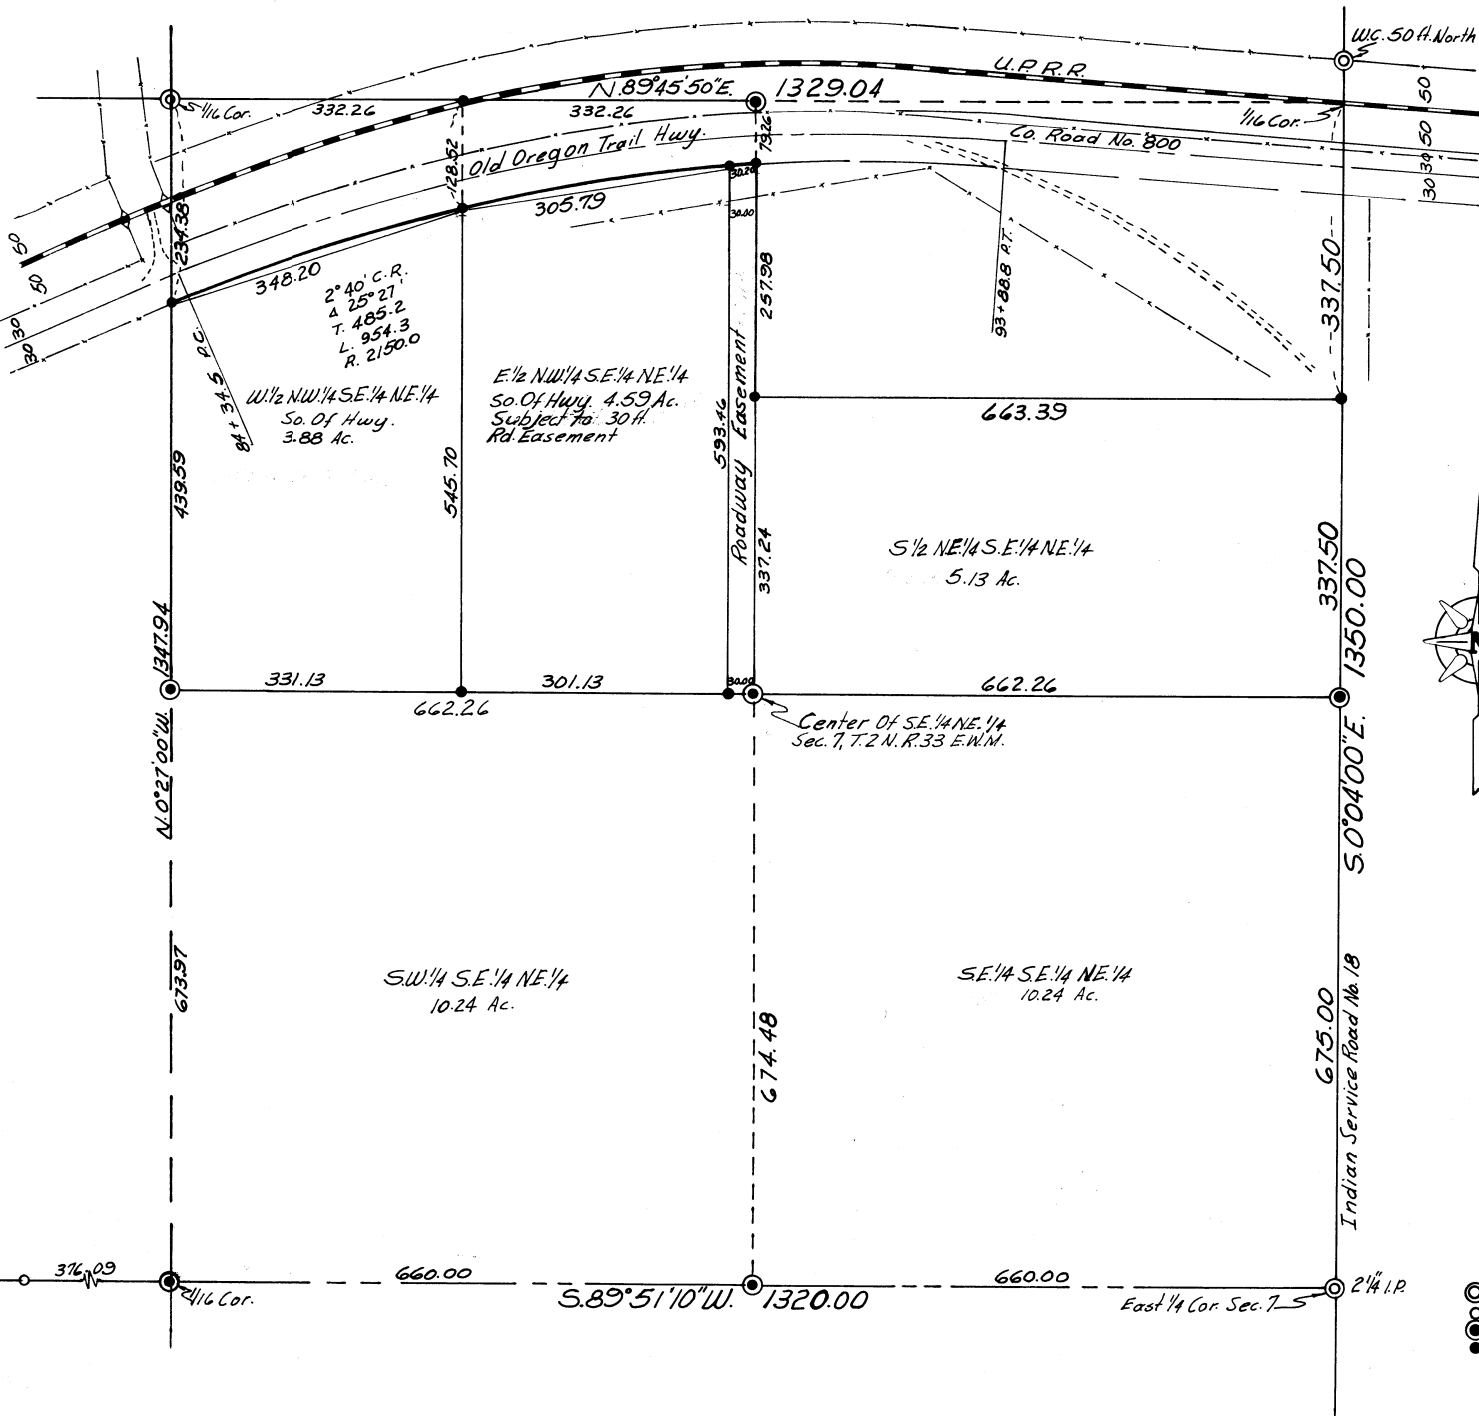 W.C. 50 ft. North
U.P.R.R.
N.89°45'50"E. 1329.04
1/16 Cor.
332.26
332.26
1/16 Cor.
Co. Road No. 800
Old Oregon Trail Hwy.
50
50
30
30
79.26
128.52
30.20
234.38
305.79
30.00
50
50
348.20
2°40' C.R.
Δ 25°27'
T. 485.2
L. 954.3
R. 2150.0
257.98
93+88.8 P.T.
337.50
30
30
84+34.5 P.C.
W.1/2 N.W.1/4 S.E.1/4 N.E.1/4
So. Of Hwy.
3.88 Ac.
E.1/2 N.W.1/4 S.E.1/4 N.E.1/4
So. Of Hwy. 4.59 Ac.
Subject to: 30 ft.
Rd. Easement
Roadway Easement
593.46
663.39
439.59
545.70
337.24
S 1/2 N.E.1/4 S.E.1/4 N.E.1/4
5.13 Ac.
337.50
1350.00
1347.94
331.13
301.13
30.00
662.26
662.26
Center Of S.E.1/4 N.E.1/4
Sec. 7, T.2 N. R.33 E.W.M.
N.0°27'00"W.
S.0°04'00"E.
673.97
S.W.1/4 S.E.1/4 N.E.1/4
10.24 Ac.
S.E.1/4 S.E.1/4 N.E.1/4
10.24 Ac.
674.48
675.00
Indian Service Road No. 18
376.09
1/16 Cor.
660.00
660.00
S.89°51'10"W. 1320.00
East 1/4 Cor. Sec. 7
2 1/4" I.P.